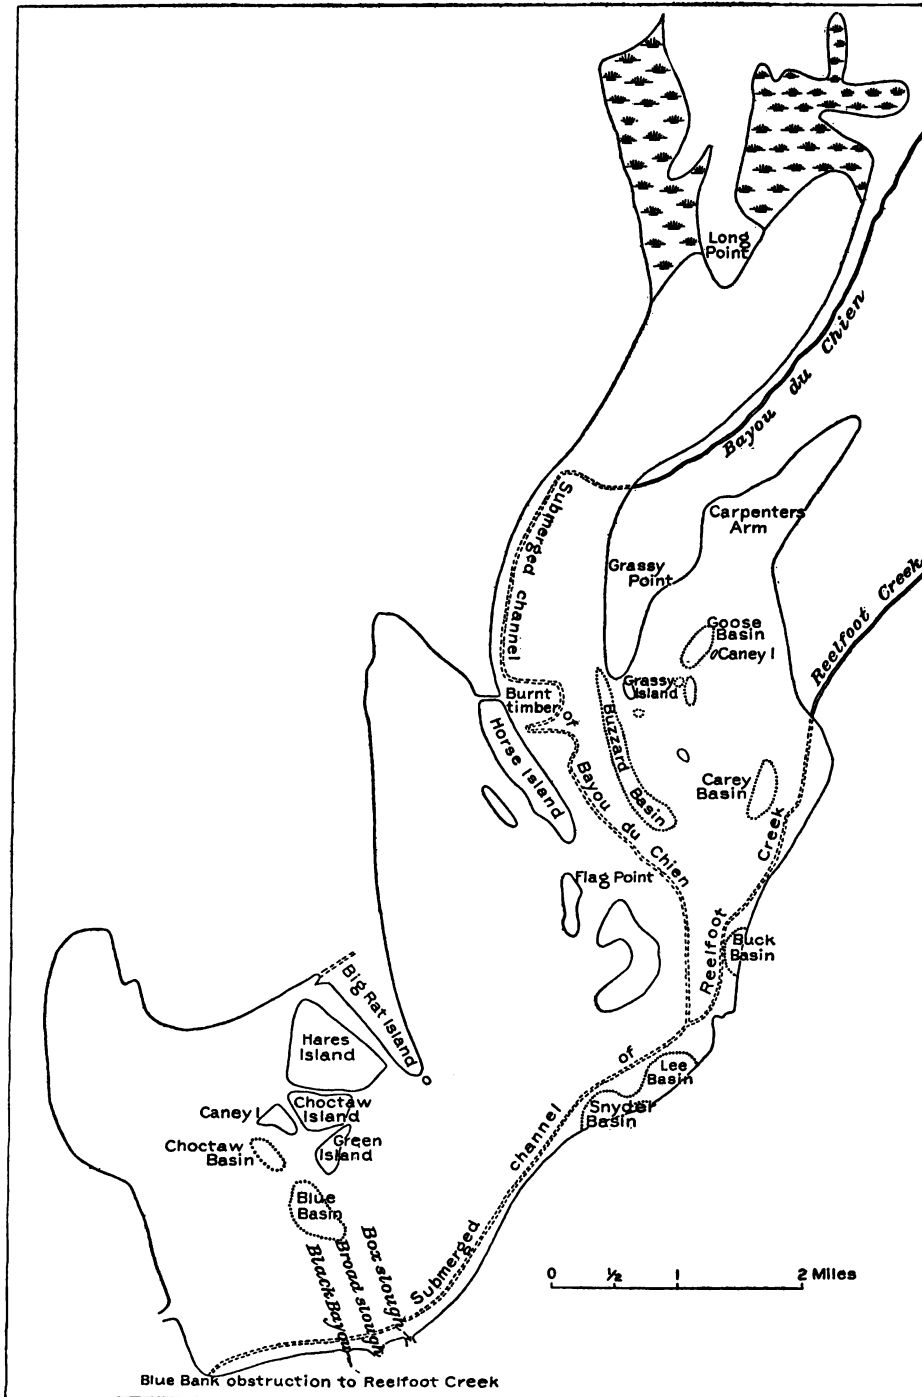 Long
Point
Bayou du Chien
Submerged channel
of
Bayou du Chien
Carpenters
Arm
Grassy
Point
Goose
Basin
Caney I
Reelfoot Creek
Grassy
Island
Burnt
timber
Buzzard
Basin
Horse Island
Carey
Basin
Flag Point
Buck
Basin
Big Rat Island
Hares
Island
Caney I
Choctaw
Island
Choctaw
Basin
Green
Island
Blue
Basin
Lee
Basin
Snyder
Basin
Submerged channel of Reelfoot Creek
Box slough
Broad slough
Black Bayou
0 ½ 1 2 Miles
Blue Bank obstruction to Reelfoot Creek